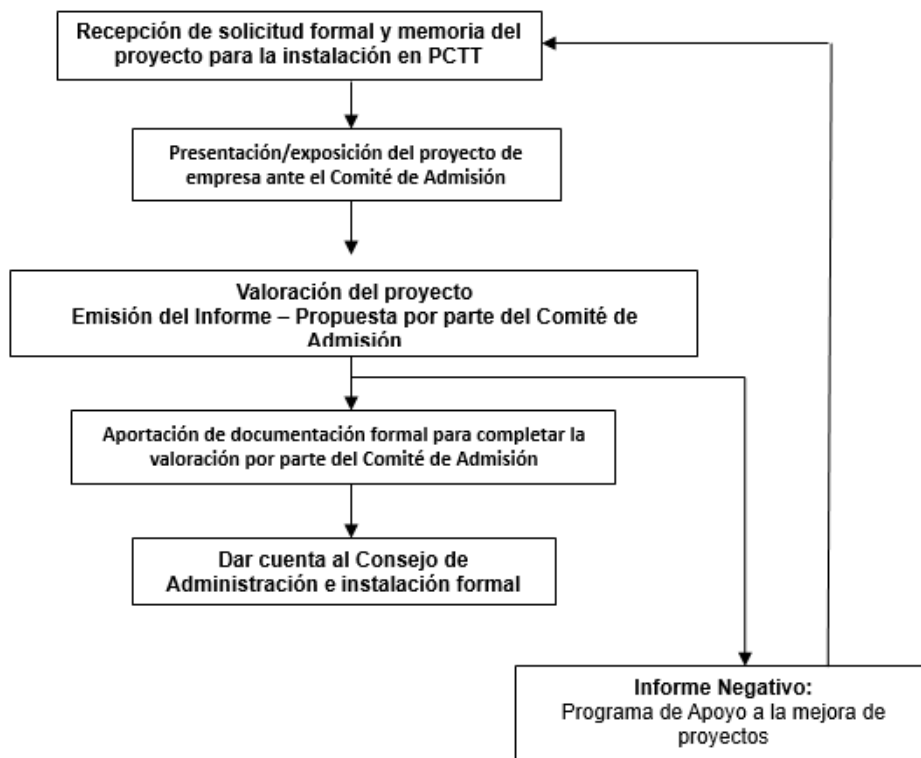 Recepción de solicitud formal y memoria del
proyecto para la instalación en PCTT
Presentación/exposición del proyecto de
empresa ante el Comité de Admisión
Valoración del proyecto
Emisión del Informe – Propuesta por parte del Comité de
Admisión
Aportación de documentación formal para completar la
valoración por parte del Comité de Admisión
Dar cuenta al Consejo de
Administración e instalación formal
Informe Negativo:
Programa de Apoyo a la mejora de
proyectos